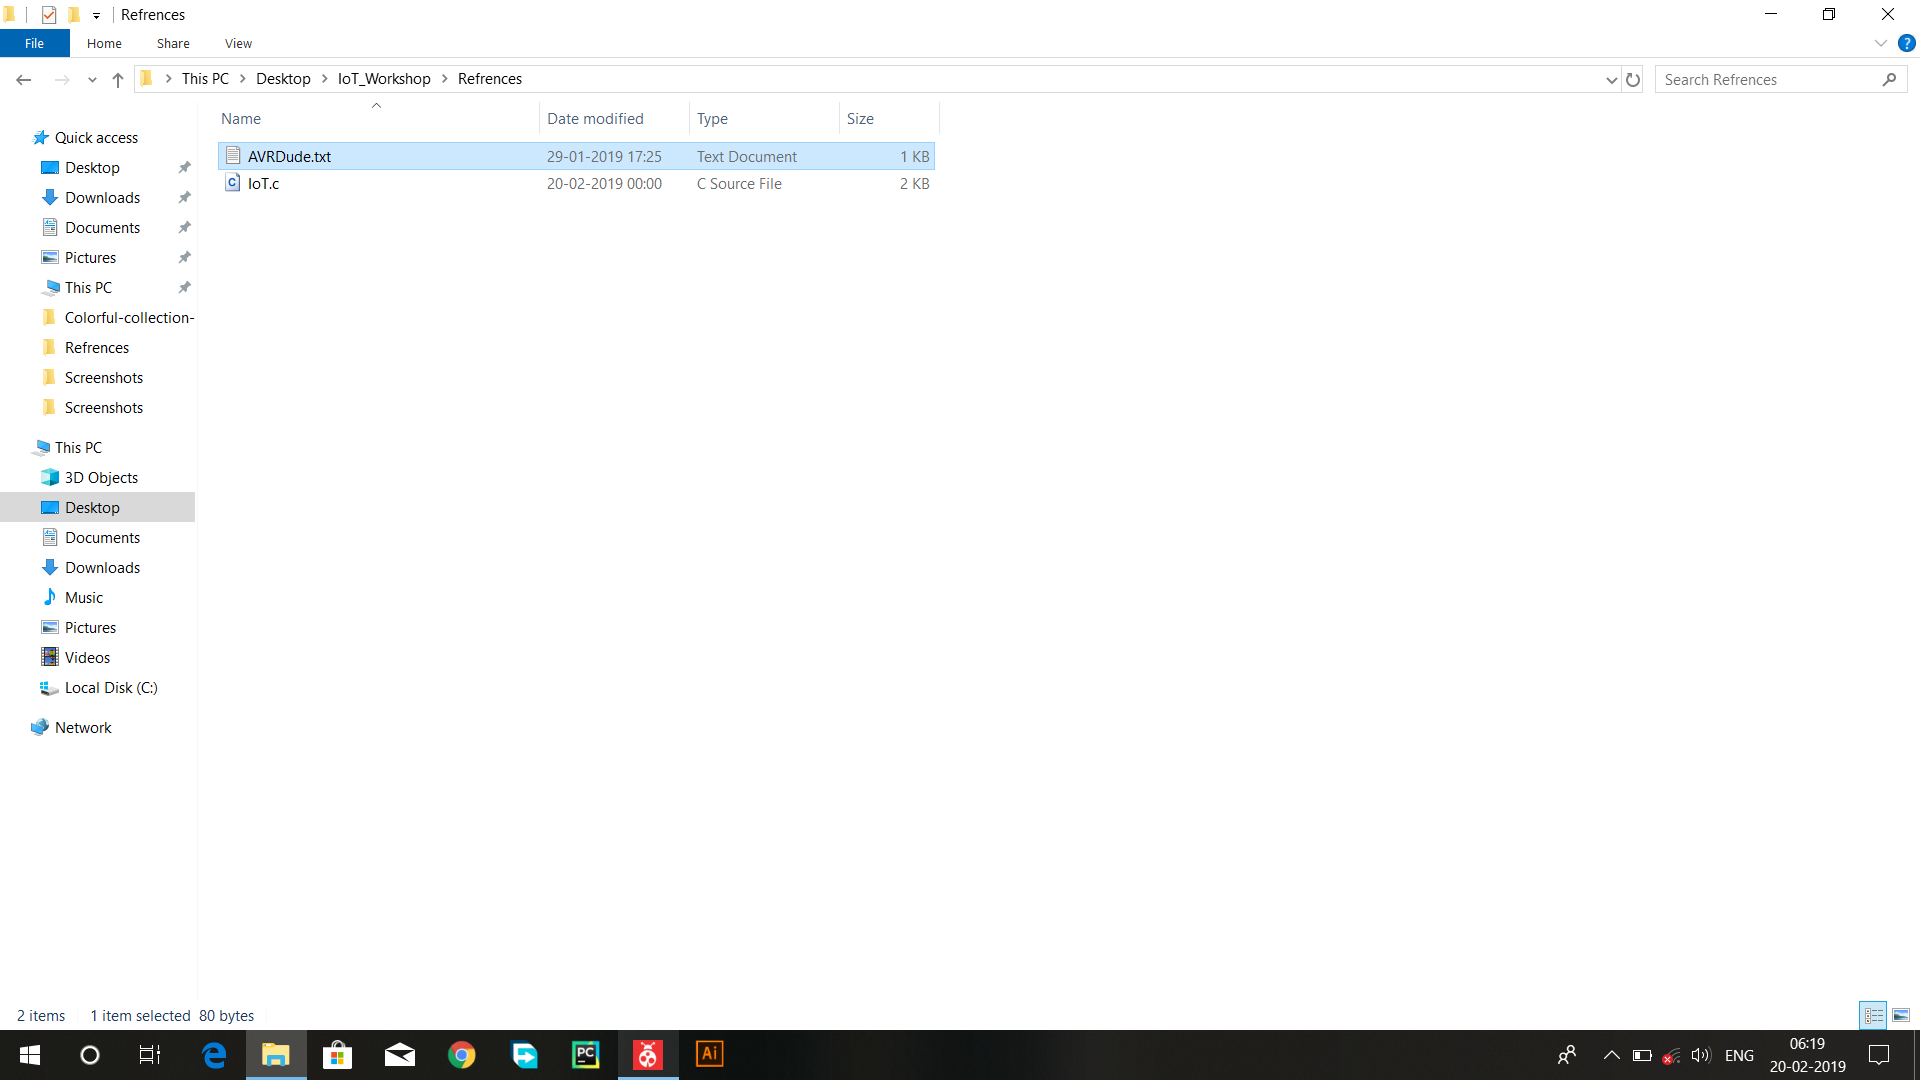 Refrences
File Home Share View
This PC Desktop IoT_Workshop Refrences
Search Refrences
Name Date modified Type Size
AVRDude.txt 29-01-2019 17:25 Text Document 1 KB
IoT.c 20-02-2019 00:00 C Source File 2 KB
Quick access
Desktop
Downloads
Documents
Pictures
This PC
Colorful-collection-
Refrences
Screenshots
Screenshots
This PC
3D Objects
Desktop
Documents
Downloads
Music
Pictures
Videos
Local Disk (C:)
Network
2 items 1 item selected 80 bytes
PC
Ai
ENG
06:19
20-02-2019